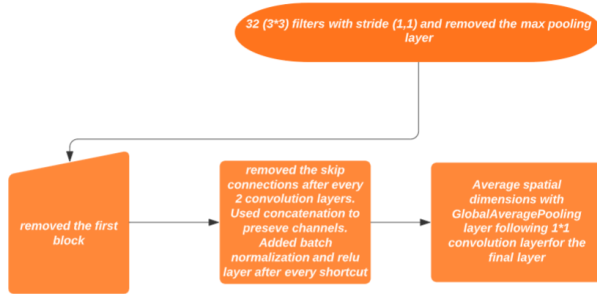 32 (3*3) filters with stride (1,1) and removed the max pooling
layer
removed the first
block
removed the skip
connections after every
2 convolution layers.
Used concatenation to
preseve channels.
Added batch
normalization and relu
layer after every shortcut
Average spatial
dimensions with
GlobalAveragePooling
layer following 1*1
convolution layerfor the
final layer